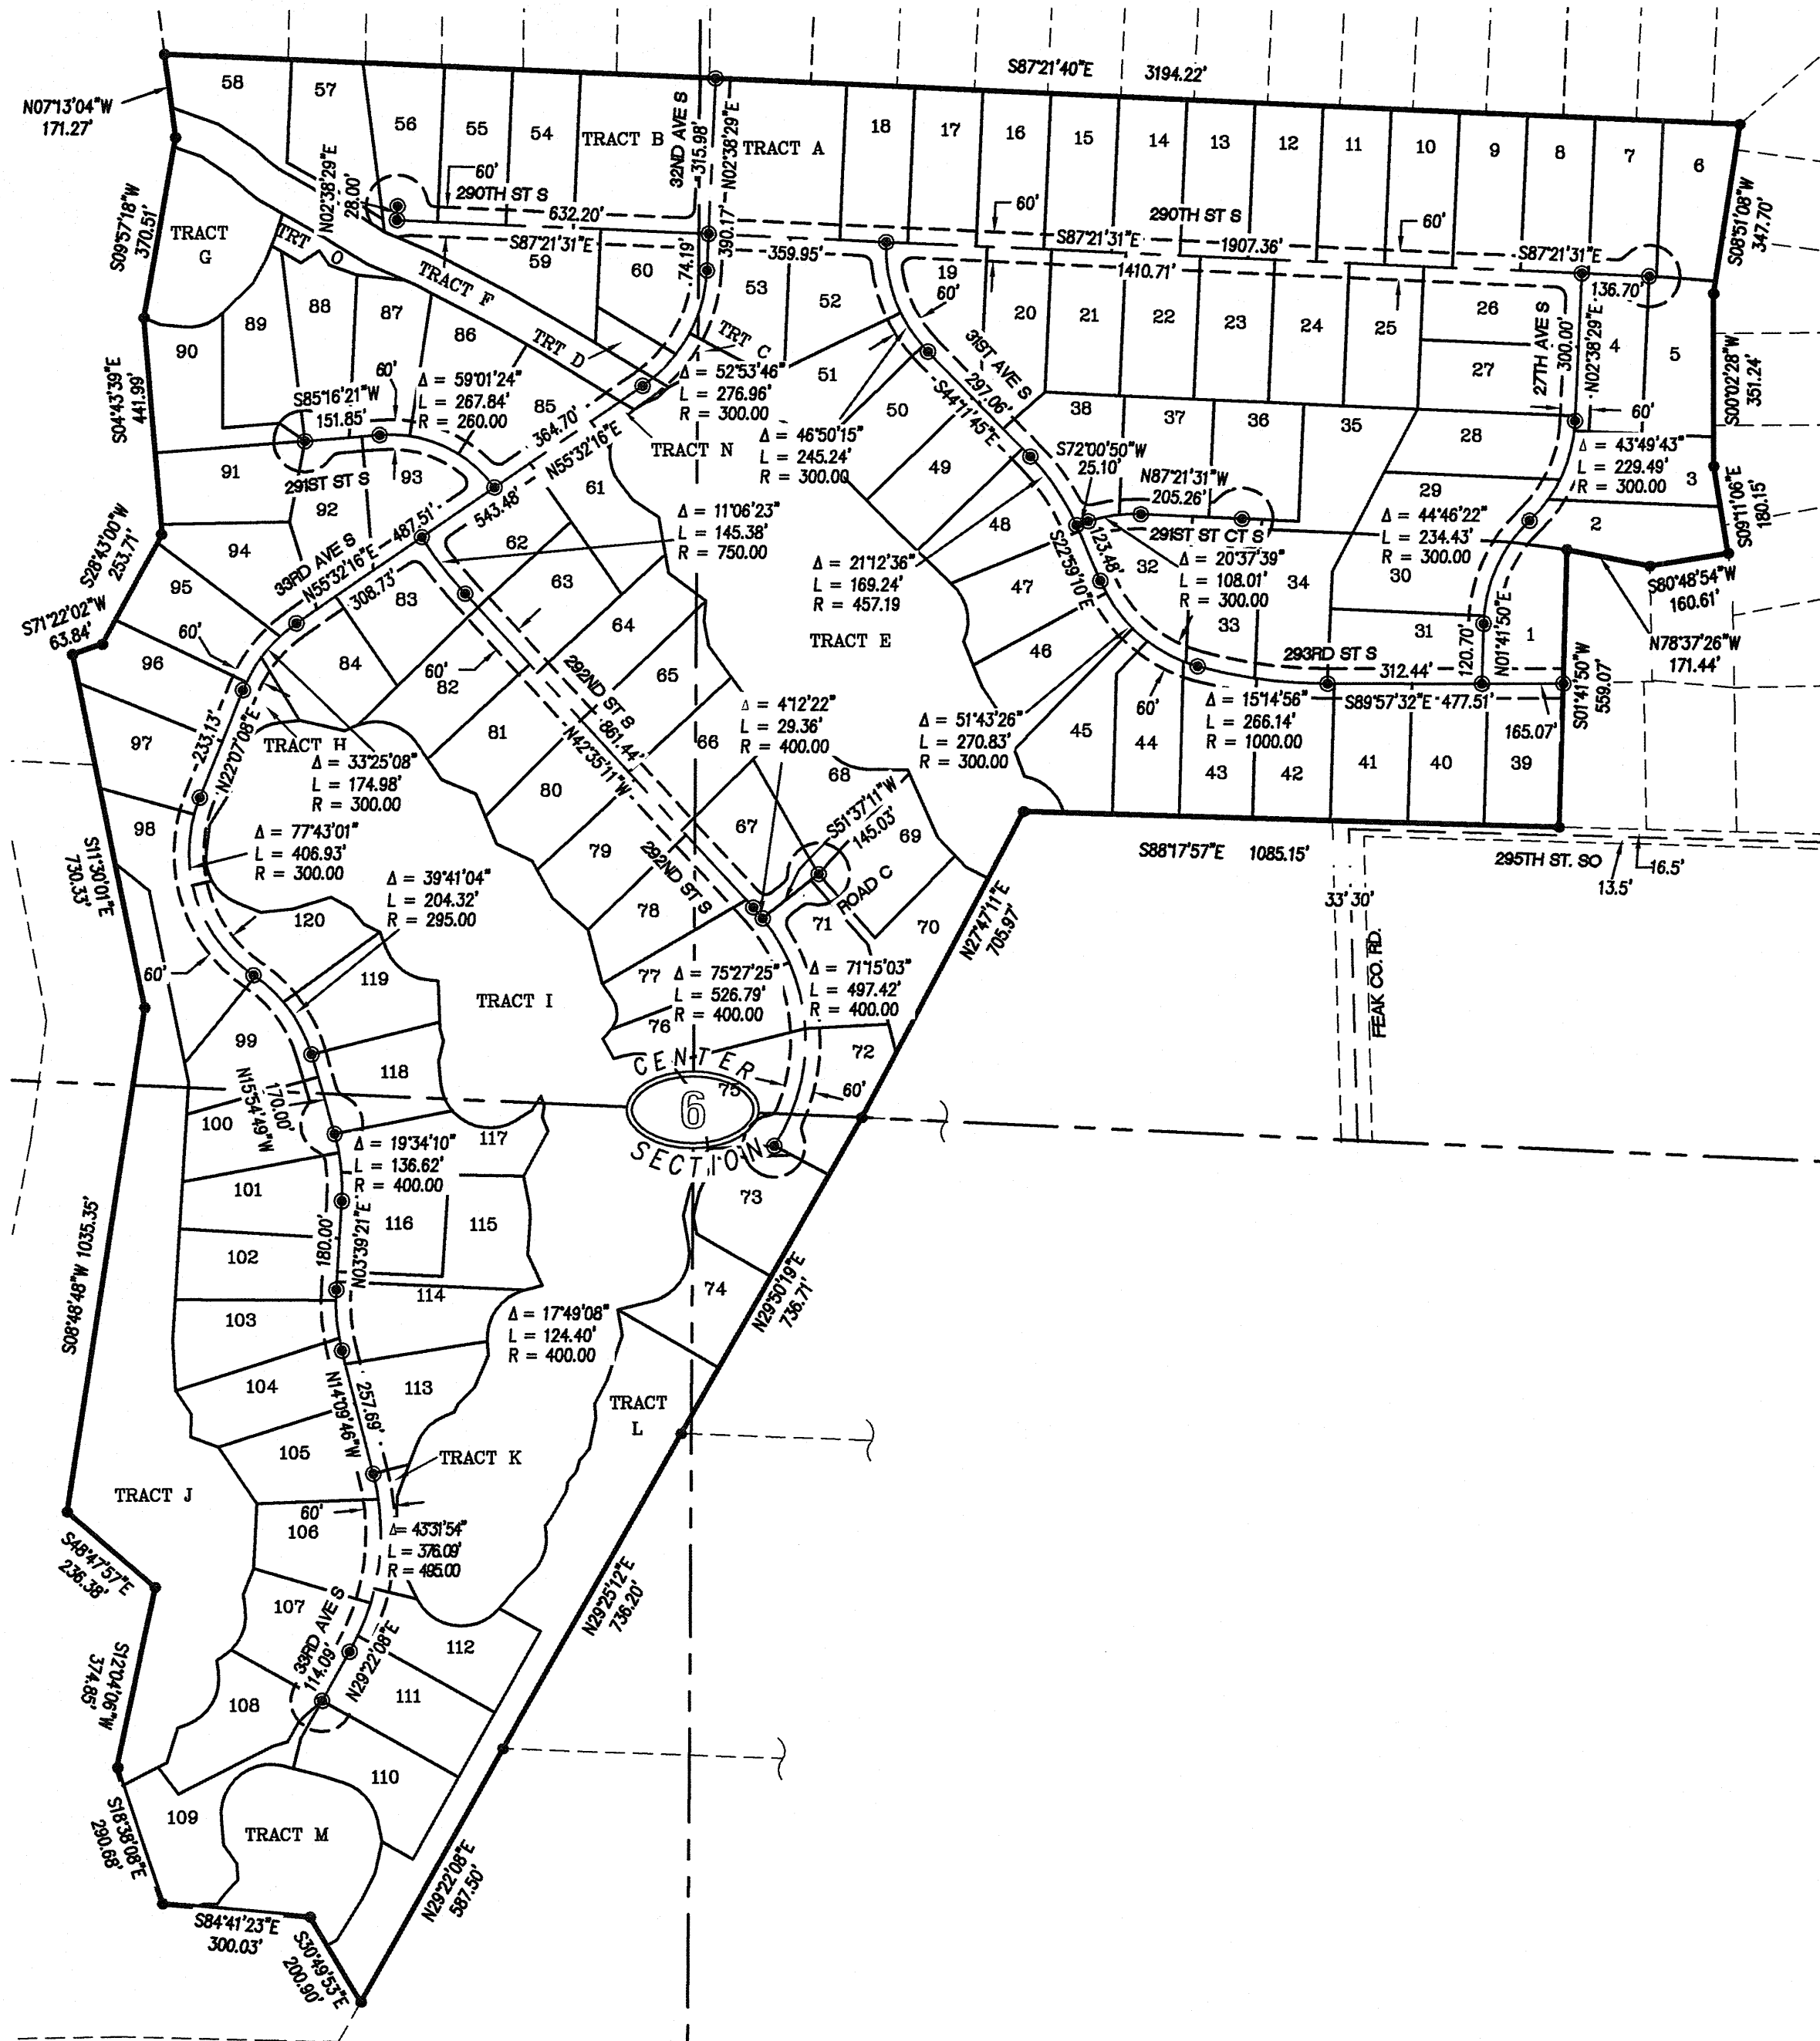 S87°21'40"E 3194.22'
N07°13'04"W
171.27'
58
57
56
55
54
TRACT B
32ND AVE S
315.98'
N02°38'29"E
390.17'
74.19'
TRACT A
18
17
16
15
14
13
12
11
10
9
8
7
6
S08°51'08"W
347.70'
S09°57'18"W
370.51'
TRACT
G
TRT
O
N02°38'29"E
28.00'
60'
290TH ST S
632.20'
S87°21'31"E
359.95'
60'
290TH ST S
S87°21'31"E
1907.36'
1410.71'
60'
S87°21'31"E
136.70'
TRACT F
59
60
53
52
19
60'
20
21
22
23
24
25
26
27
27TH AVE S
300.00'
N02°38'29"E
4
5
S00°02'28"W
351.24'
90
89
88
87
86
TRT D
TRT
C
51
31ST AVE S
297.06'
S44°11'45"E
S04°43'39"E
441.99'
S85°16'21"W
151.85'
60'
Δ = 59°01'24"
L = 267.84'
R = 260.00
85
Δ = 52°53'46"
L = 276.96'
R = 300.00
50
38
37
36
35
28
60'
Δ = 43°49'43"
L = 229.49'
R = 300.00
3
364.70'
N55°32'16"E
543.48'
TRACT N
Δ = 46°50'15"
L = 245.24'
R = 300.00
49
S72°00'50"W
25.10'
N87°21'31"W
205.26'
29
2
S09°11'06"E
180.15'
91
291ST ST S
93
92
61
487.51'
Δ = 11°06'23"
L = 145.38'
R = 750.00
48
291ST ST CT S
Δ = 44°46'22"
L = 234.43'
R = 300.00
S28°43'00"W
253.71'
94
62
Δ = 21°12'36"
L = 169.24'
R = 457.19
S22°59'10"E
123.48'
32
Δ = 20°37'39"
L = 108.01'
R = 300.00
34
30
S80°48'54"W
160.61'
95
33RD AVE S
N55°32'16"E
308.73'
83
63
64
47
TRACT E
46
33
31
1
N78°37'26"W
171.44'
S71°22'02"W
63.84'
60'
96
84
60'
82
65
292ND ST S
861.44'
N42°35'11"W
293RD ST S
312.44'
120.70'
N01°41'50"E
S89°57'32"E 477.51'
165.07'
S01°41'50"W
559.07'
97
233.13'
N22°07'08"E
TRACT H
Δ = 33°25'08"
L = 174.98'
R = 300.00
81
66
Δ = 4°12'22"
L = 29.36'
R = 400.00
Δ = 51°43'26"
L = 270.83'
R = 300.00
45
60'
44
Δ = 15°14'56"
L = 266.14'
R = 1000.00
43
42
41
40
39
80
68
98
Δ = 77°43'01"
L = 406.93'
R = 300.00
67
S51°37'11"W
145.03'
69
S88°17'57"E 1085.15'
295TH ST. SO
13.5'
16.5'
S11°30'01"E
730.33'
79
292ND ST S
ROAD C
Δ = 39°41'04"
L = 204.32'
R = 295.00
120
78
71
70
33' 30'
PEAK CO. RD.
N27°47'11"E
705.97'
60'
119
TRACT I
77
Δ = 75°27'25"
L = 526.79'
R = 400.00
Δ = 71°15'03"
L = 497.42'
R = 400.00
76
99
118
72
CENTER
75
6
SECTION
60'
N15°54'49"W
170.00'
100
117
Δ = 19°34'10"
L = 136.62'
R = 400.00
73
101
116
115
S08°48'48"W 1035.35'
180.00'
N03°39'21"E
102
114
74
103
Δ = 17°49'08"
L = 124.40'
R = 400.00
N29°50'19"E
736.71'
104
N14°09'46"W
257.69'
113
TRACT
L
105
TRACT K
TRACT J
60'
106
Δ = 43°31'54"
L = 376.09'
R = 495.00
S48°47'57"E
236.38'
107
33RD AVE S
114.09'
N29°22'08"E
112
N29°25'12"E
736.20'
S12°04'06"W
374.85'
108
111
110
109
S18°38'08"E
290.68'
TRACT M
N29°22'08"E
587.50'
S84°41'23"E
300.03'
S30°49'53"E
200.90'